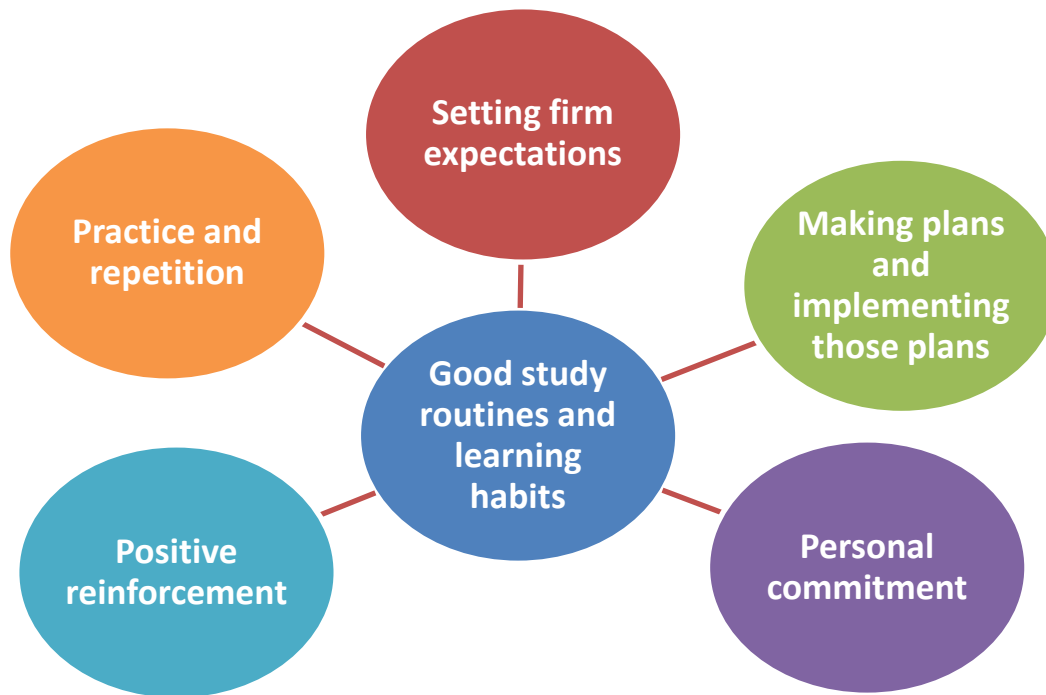 Setting firm
expectations
Practice and
repetition
Making plans
and
implementing
those plans
Good study
routines and
learning
habits
Positive
reinforcement
Personal
commitment